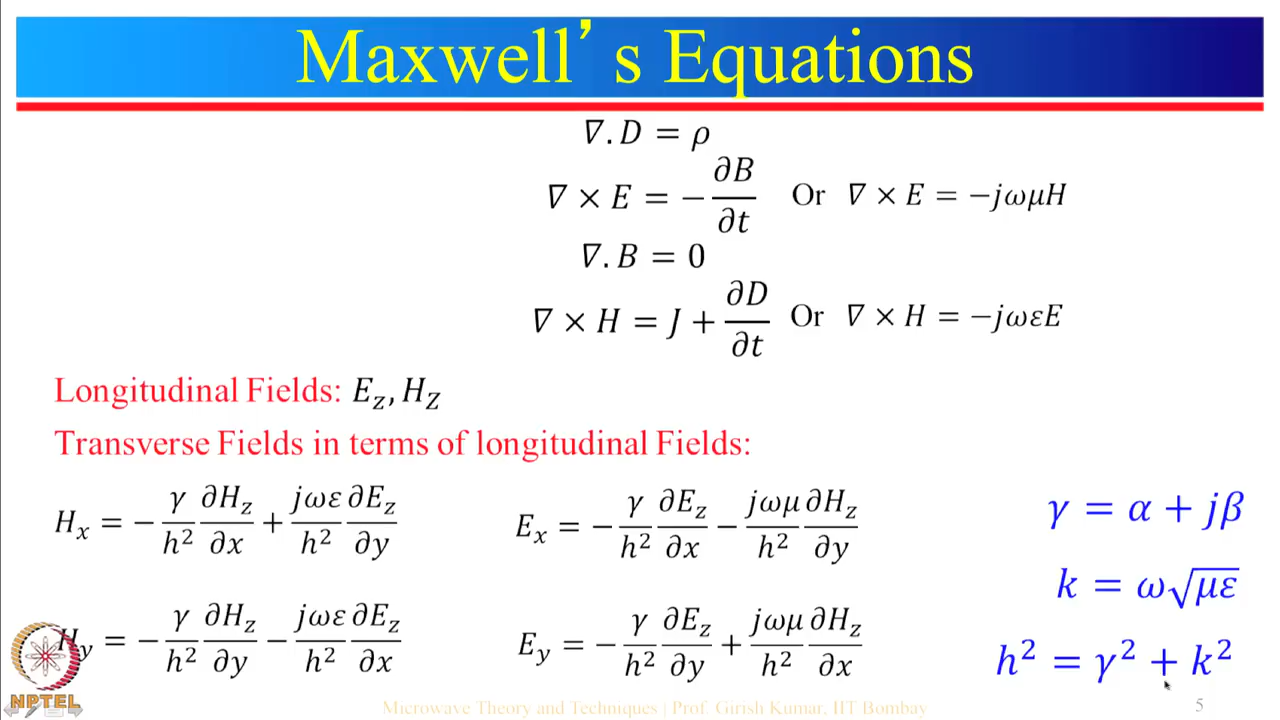 Maxwell's Equations
∇.D = ρ
∇ × E = −∂B/∂t Or ∇ × E = −jωμH
∇.B = 0
∇ × H = J + ∂D/∂t Or ∇ × H = −jωεE
Longitudinal Fields: E_z, H_Z
Transverse Fields in terms of longitudinal Fields:
H_x = −γ/h² ∂H_z/∂x + jωε/h² ∂E_z/∂y
E_x = −γ/h² ∂E_z/∂x − jωμ/h² ∂H_z/∂y
γ = α + jβ
k = ω√με
H_y = −γ/h² ∂H_z/∂y − jωε/h² ∂E_z/∂x
E_y = −γ/h² ∂E_z/∂y + jωμ/h² ∂H_z/∂x
h² = γ² + k²
NPTEL
Microwave Theory and Techniques | Prof. Girish Kumar, IIT Bombay
5